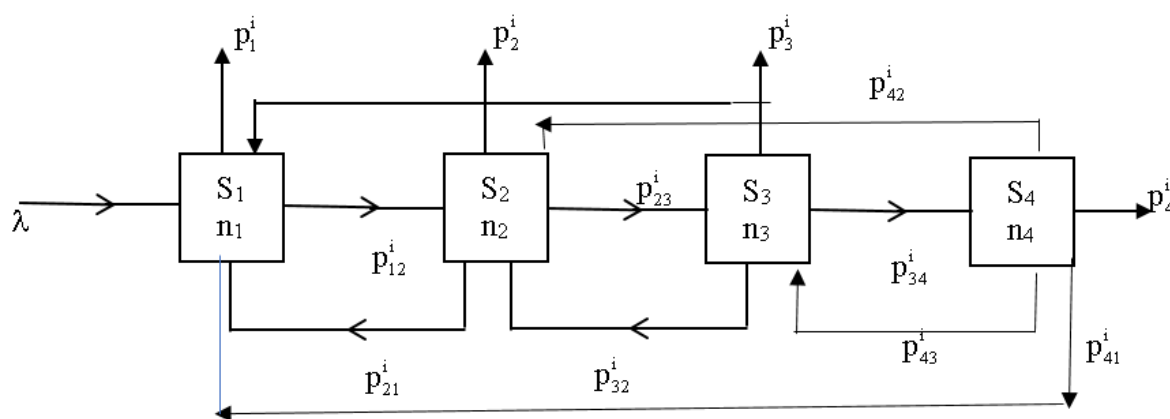 p₁ⁱ p₂ⁱ p₃ⁱ
p₄₂ⁱ
S₁ S₂ p₂₃ⁱ S₃ S₄ p₄ⁱ
λ n₁ n₂ n₃ n₄
p₁₂ⁱ p₃₄ⁱ
p₄₃ⁱ p₄₁ⁱ
p₂₁ⁱ p₃₂ⁱ